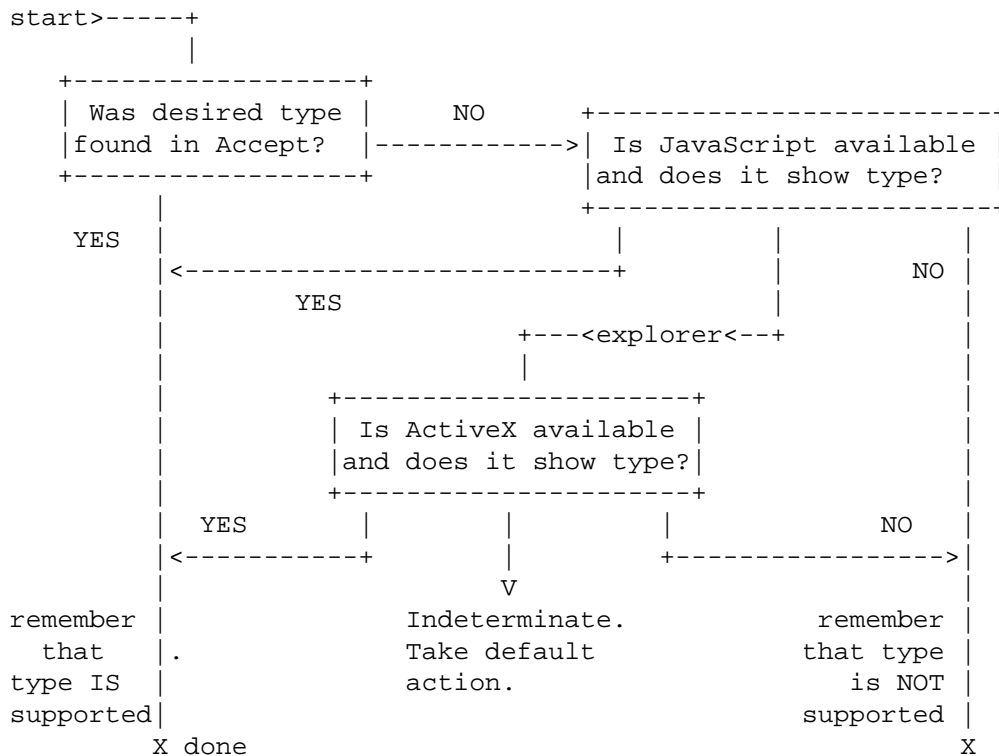 start>-----+
|
+------------------+
| Was desired type |      NO      +--------------------------+
|found in Accept?  |------------>| Is JavaScript available
+------------------+             |and does it show type?   |
|                          +--------------------------+
YES  |                            |         |           |
|<---------------------------+         |       NO  |
|       YES                            |           |
|                      +---<explorer<--+           |
|                      |                           |
|          +----------------------+                |
|          | Is ActiveX available |                |
|          |and does it show type?|                |
|          +----------------------+                |
|  YES       |        |         |             NO   |
|<-----------+        |         +----------------->|
|                     V                            |
remember |               Indeterminate.            remember |
that  |.              Take default             that type |
type IS  |               action.                     is NOT |
supported|                                        supported |
X done                                             X